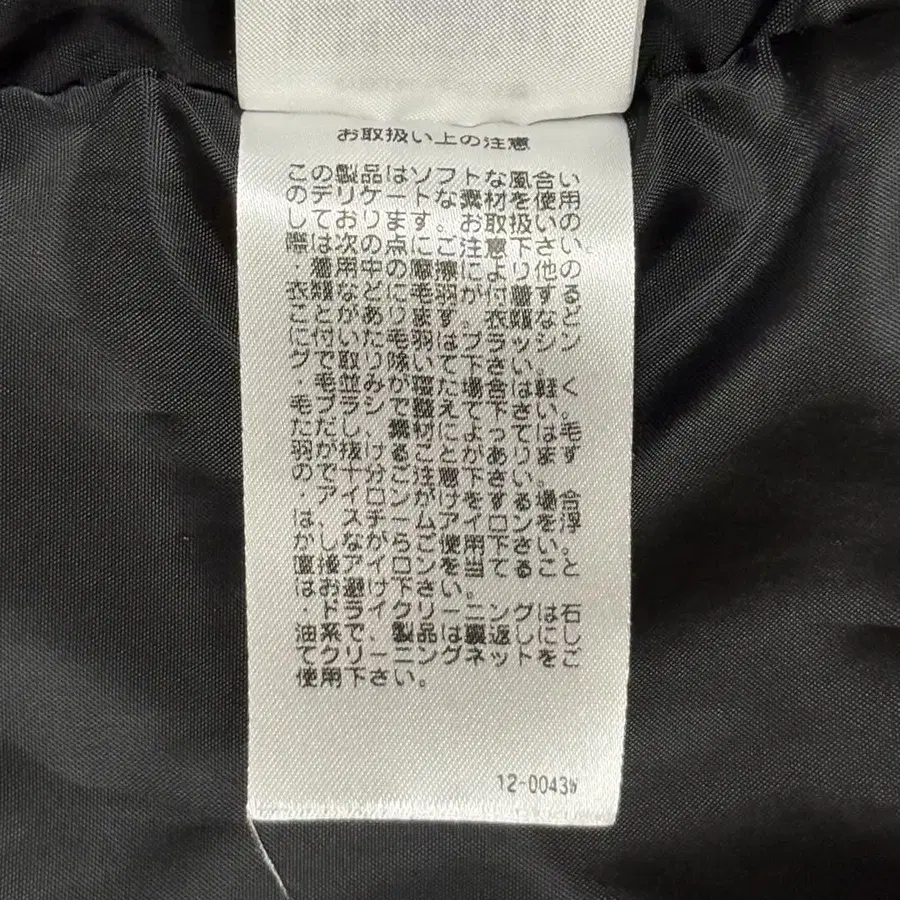 お取扱い上の注意
この製品はソフトな風合い
のデリケートな素材を使用
しております。お取扱いの
際は次の点にご注意下さい。
・着用中の摩擦により他の
衣類などに毛羽が付着する
ことがあります。衣類など
に付いた毛羽はブラッシン
グで取り除いて下さい。
・毛並みが寝た場合は軽く
毛ブラシで整えて下さい。
ただし、素材によっては毛
羽が抜けることがあります
ので十分ご注意下さい。
・アイロンがけをする場合
は、スチームアイロンを浮
かしながらご使用下さい。
直接アイロンを当てること
はお避け下さい。
・ドライクリーニングは石
油系で、製品は裏返しにし
てクリーニングネットをご
使用下さい。
12-0043